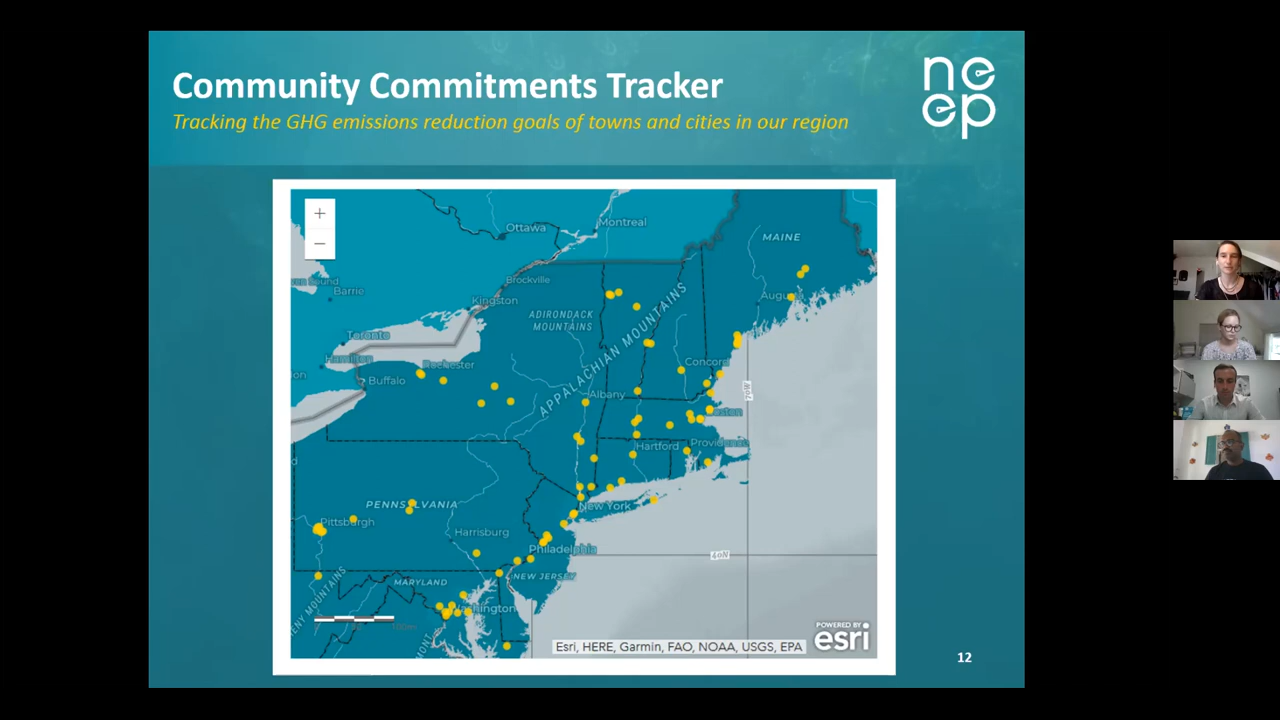 Community Commitments Tracker
Tracking the GHG emissions reduction goals of towns and cities in our region
ne
ep
+
−
Ottawa
Montreal
MAINE
Barrie
Brockville
Kingston
ADIRONDACK
MOUNTAINS
APPALACHIAN MOUNTAINS
Toronto
Hamilton
Rochester
Buffalo
Concord
Albany
70W
Hartford
Providence
PENNSYLVANIA
New York
Pittsburgh
Harrisburg
Philadelphia
40N
NEW JERSEY
MARYLAND
Washington
Esri, HERE, Garmin, FAO, NOAA, USGS, EPA
POWERED BY
esri
12